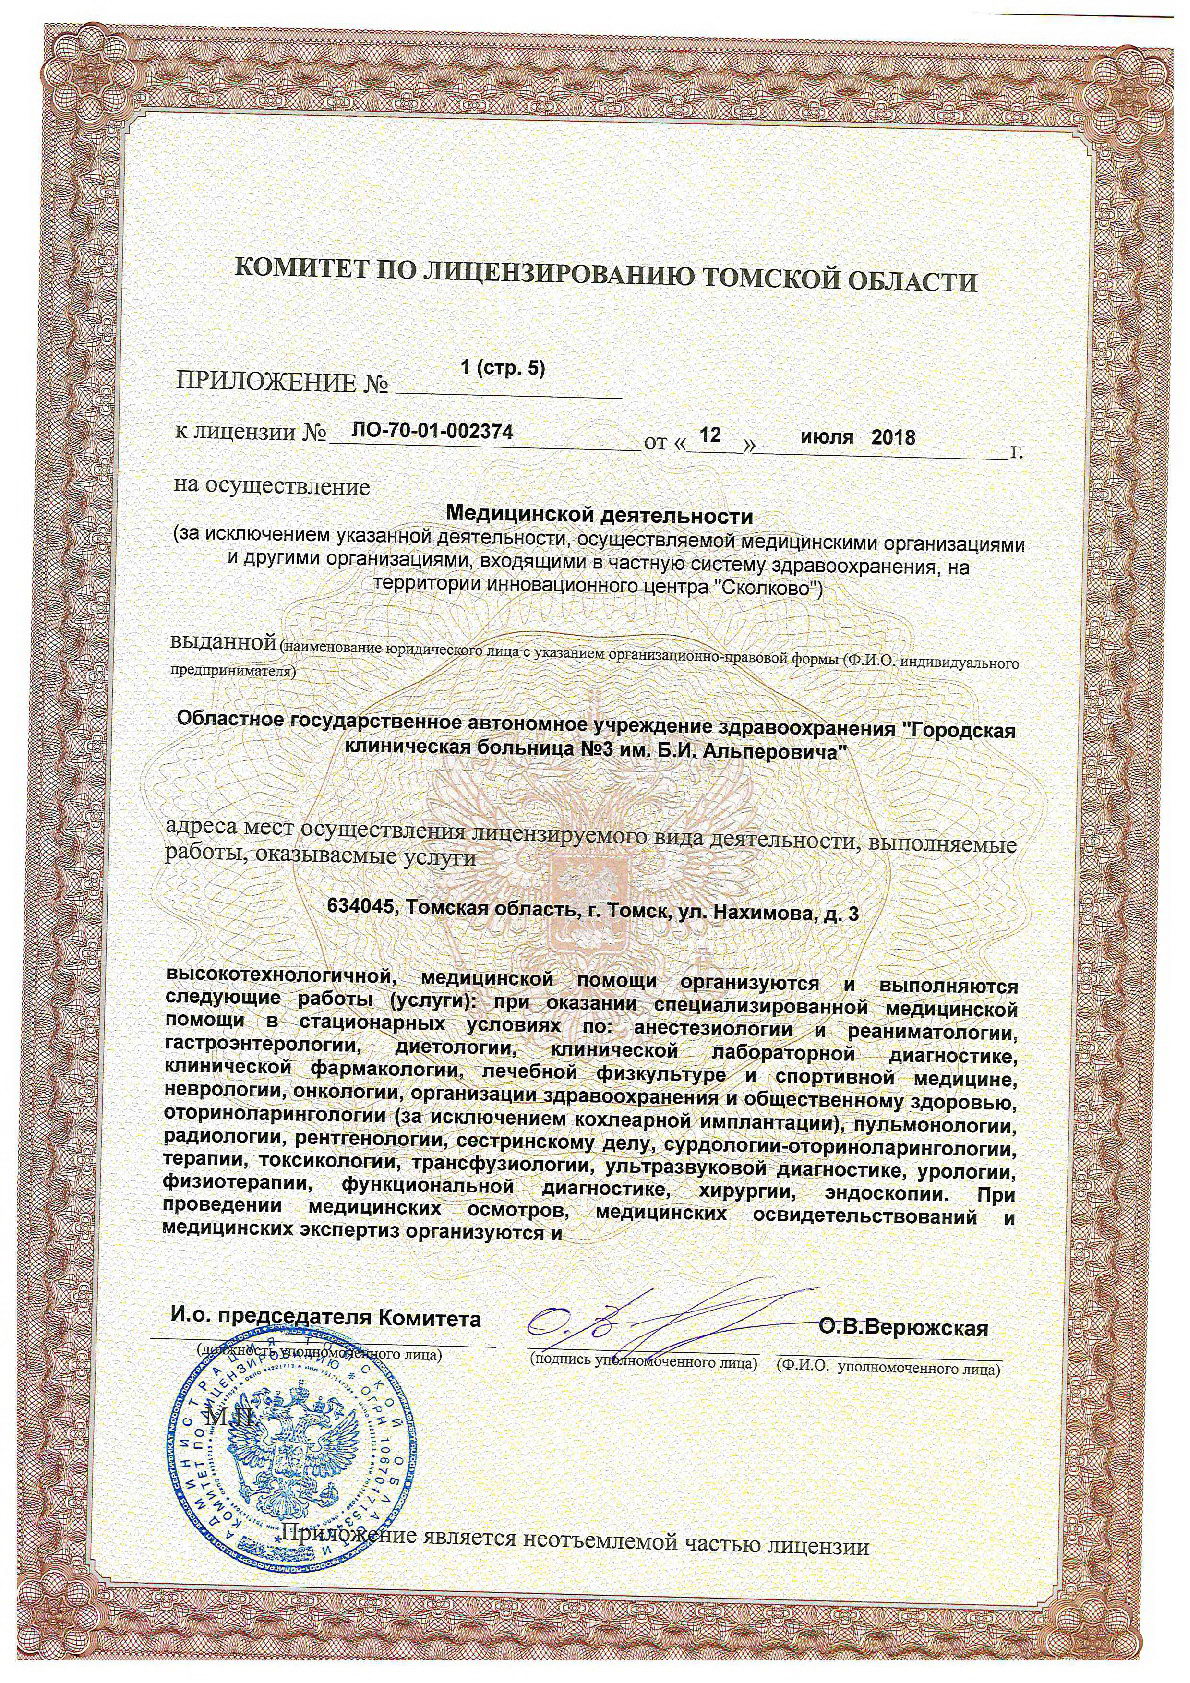 КОМИТЕТ ПО ЛИЦЕНЗИРОВАНИЮ ТОМСКОЙ ОБЛАСТИ
ПРИЛОЖЕНИЕ № 1 (стр. 5)
к лицензии № ЛО-70-01-002374 от « 12 » июля 2018 г.
на осуществление
Медицинской деятельности
(за исключением указанной деятельности, осуществляемой медицинскими организациями
и другими организациями, входящими в частную систему здравоохранения, на
территории инновационного центра "Сколково")
выданной (наименование юридического лица с указанием организационно-правовой формы (Ф.И.О. индивидуального
предпринимателя)
Областное государственное автономное учреждение здравоохранения "Городская
клиническая больница №3 им. Б.И. Альперовича"
адреса мест осуществления лицензируемого вида деятельности, выполняемые
работы, оказываемые услуги
634045, Томская область, г. Томск, ул. Нахимова, д. 3
высокотехнологичной, медицинской помощи организуются и выполняются
следующие работы (услуги): при оказании специализированной медицинской
помощи в стационарных условиях по: анестезиологии и реаниматологии,
гастроэнтерологии, диетологии, клинической лабораторной диагностике,
клинической фармакологии, лечебной физкультуре и спортивной медицине,
неврологии, онкологии, организации здравоохранения и общественному здоровью,
оториноларингологии (за исключением кохлеарной имплантации), пульмонологии,
радиологии, рентгенологии, сестринскому делу, сурдологии-оториноларингологии,
терапии, токсикологии, трансфузиологии, ультразвуковой диагностике, урологии,
физиотерапии, функциональной диагностике, хирургии, эндоскопии. При
проведении медицинских осмотров, медицинских освидетельствований и
медицинских экспертиз организуются и
И.о. председателя Комитета О.В.Верюжская
(должность уполномоченного лица) (подпись уполномоченного лица) (Ф.И.О. уполномоченного лица)
М.П.
АДМИНИСТРАЦИЯ ТОМСКОЙ ОБЛАСТИ
КОМИТЕТ ПО ЛИЦЕНЗИРОВАНИЮ * ОГРН
Приложение является неотъемлемой частью лицензии